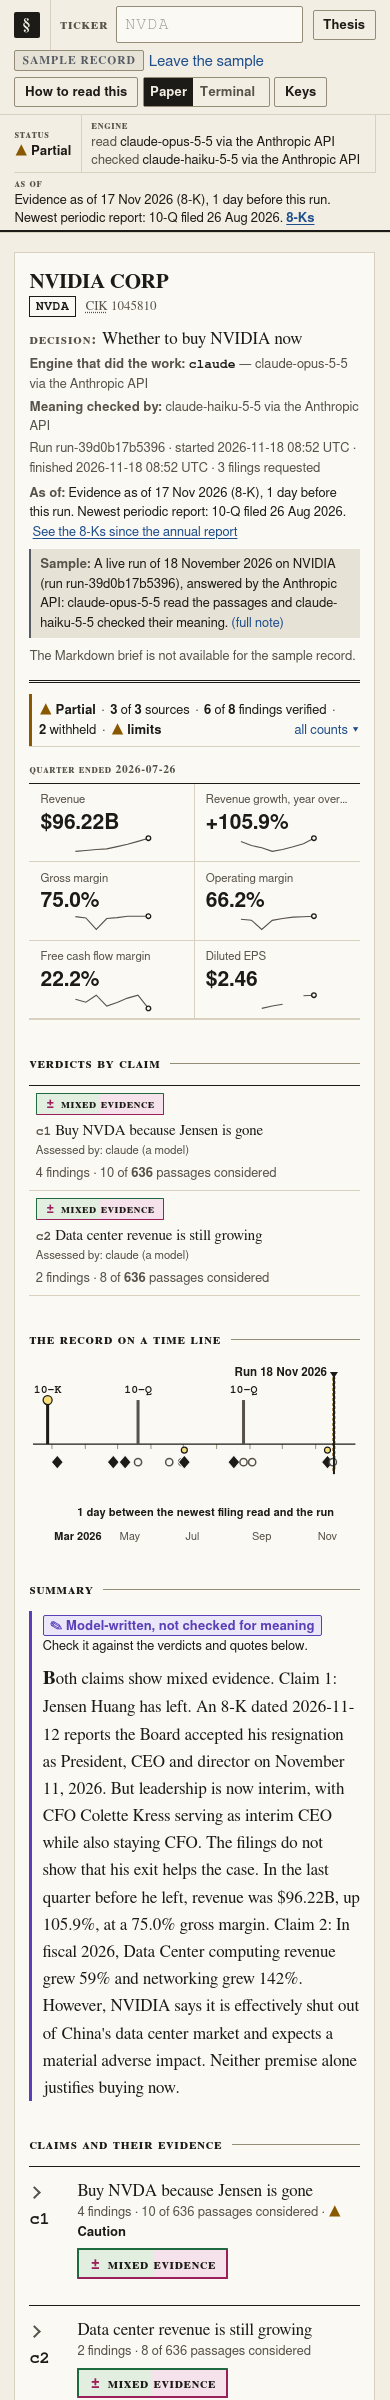 § TICKER NVDA Thesis
SAMPLE RECORD Leave the sample
How to read this Paper Terminal Keys
STATUS
▲ Partial
ENGINE
read claude-opus-5-5 via the Anthropic API
checked claude-haiku-5-5 via the Anthropic API
AS OF
Evidence as of 17 Nov 2026 (8-K), 1 day before this run.
Newest periodic report: 10-Q filed 26 Aug 2026. 8-Ks
NVIDIA CORP
NVDA CIK 1045810
DECISION: Whether to buy NVIDIA now
Engine that did the work: claude — claude-opus-5-5
via the Anthropic API
Meaning checked by: claude-haiku-5-5 via the Anthropic
API
Run run-39d0b17b5396 · started 2026-11-18 08:52 UTC ·
finished 2026-11-18 08:52 UTC · 3 filings requested
As of: Evidence as of 17 Nov 2026 (8-K), 1 day before
this run. Newest periodic report: 10-Q filed 26 Aug 2026.
See the 8-Ks since the annual report
Sample: A live run of 18 November 2026 on NVIDIA
(run run-39d0b17b5396), answered by the Anthropic
API: claude-opus-5-5 read the passages and claude-
haiku-5-5 checked their meaning. (full note)
The Markdown brief is not available for the sample record.
▲ Partial · 3 of 3 sources · 6 of 8 findings verified ·
2 withheld · ▲ limits all counts ▾
QUARTER ENDED 2026-07-26
Revenue
$96.22B
Revenue growth, year over…
+105.9%
Gross margin
75.0%
Operating margin
66.2%
Free cash flow margin
22.2%
Diluted EPS
$2.46
VERDICTS BY CLAIM
± MIXED EVIDENCE
c1 Buy NVDA because Jensen is gone
Assessed by: claude (a model)
4 findings · 10 of 636 passages considered
± MIXED EVIDENCE
c2 Data center revenue is still growing
Assessed by: claude (a model)
2 findings · 8 of 636 passages considered
THE RECORD ON A TIME LINE
Run 18 Nov 2026
10-K 10-Q 10-Q
1 day between the newest filing read and the run
Mar 2026 May Jul Sep Nov
SUMMARY
✎ Model-written, not checked for meaning
Check it against the verdicts and quotes below.
Both claims show mixed evidence. Claim 1:
Jensen Huang has left. An 8-K dated 2026-11-
12 reports the Board accepted his resignation
as President, CEO and director on November
11, 2026. But leadership is now interim, with
CFO Colette Kress serving as interim CEO
while also staying CFO. The filings do not
show that his exit helps the case. In the last
quarter before he left, revenue was $96.22B, up
105.9%, at a 75.0% gross margin. Claim 2: In
fiscal 2026, Data Center computing revenue
grew 59% and networking grew 142%.
However, NVIDIA says it is effectively shut out
of China's data center market and expects a
material adverse impact. Neither premise alone
justifies buying now.
CLAIMS AND THEIR EVIDENCE
c1
Buy NVDA because Jensen is gone
4 findings · 10 of 636 passages considered · ▲
Caution
± MIXED EVIDENCE
c2
Data center revenue is still growing
2 findings · 8 of 636 passages considered
± MIXED EVIDENCE